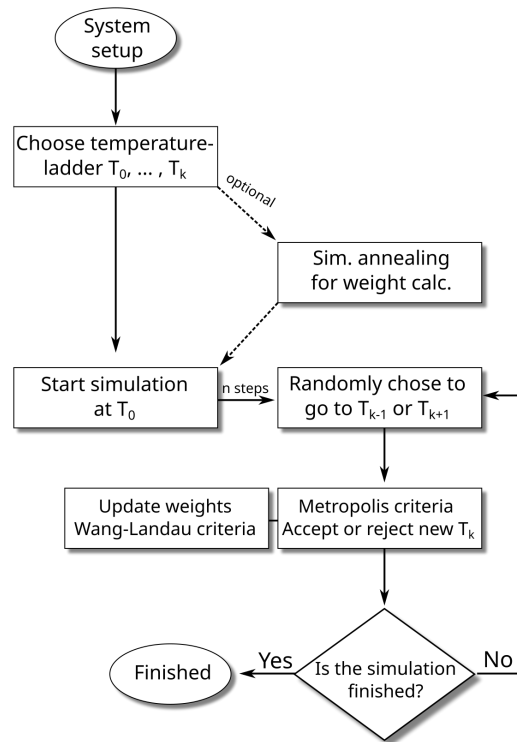 System
setup
Choose temperature-
ladder T₀, ... , Tₖ
optional
Sim. annealing
for weight calc.
Start simulation
at T₀
n steps
Randomly chose to
go to Tₖ₋₁ or Tₖ₊₁
Update weights
Wang-Landau criteria
Metropolis criteria
Accept or reject new Tₖ
Is the simulation
finished?
Yes
No
Finished